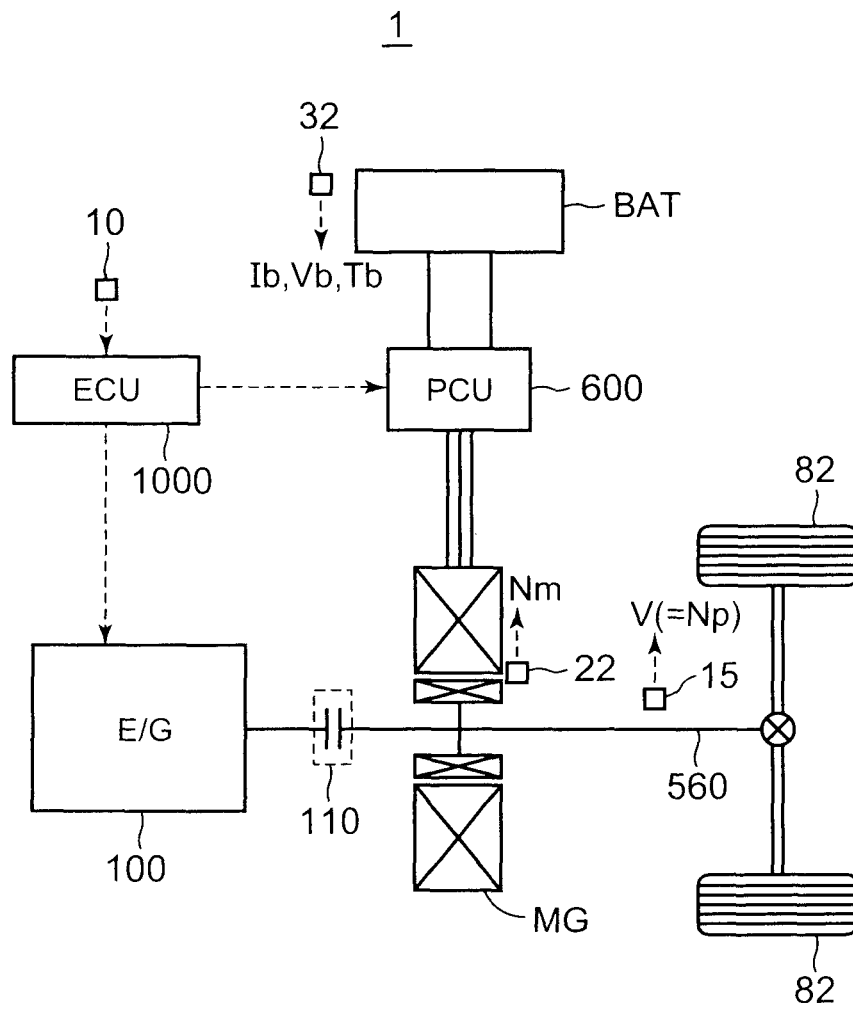 1
32
BAT
10
Ib,Vb,Tb
ECU
PCU
600
1000
82
Nm
V(=Np)
22
15
E/G
560
110
100
MG
82